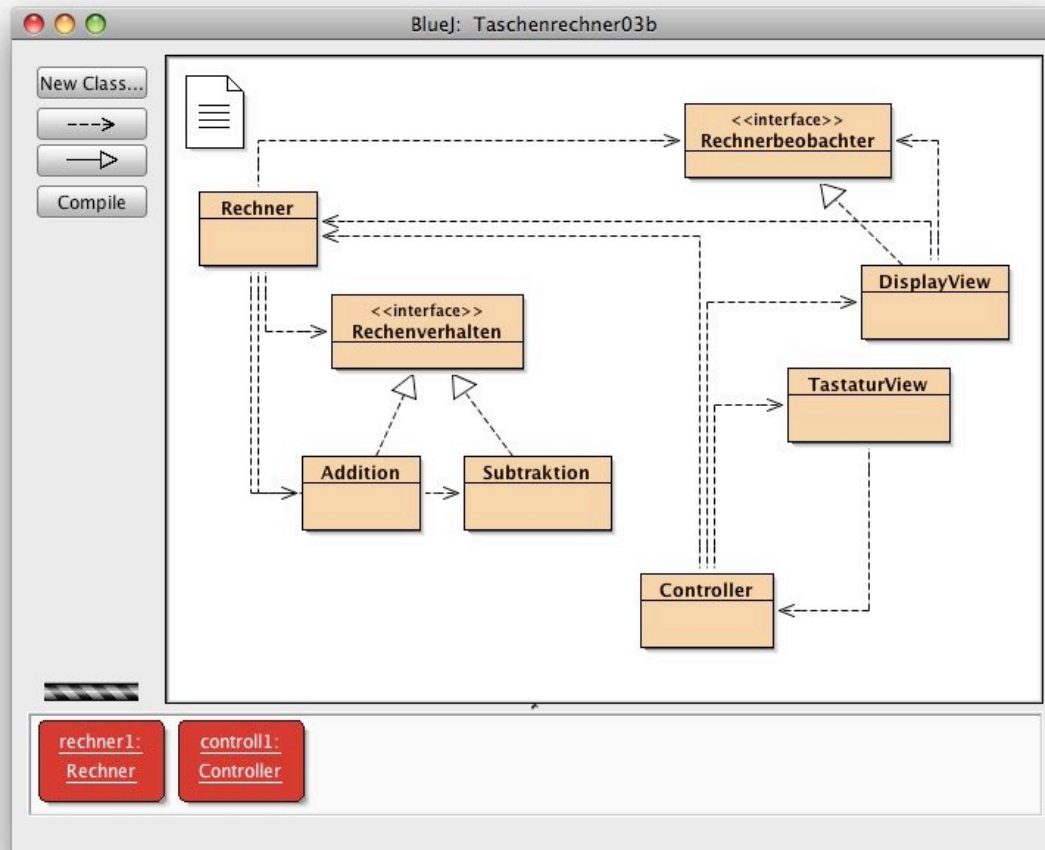 BlueJ: Taschenrechner03b
New Class...
Compile
<<interface>>
Rechnerbeobachter
Rechner
DisplayView
<<interface>>
Rechenverhalten
TastaturView
Addition
Subtraktion
Controller
rechner1:
Rechner
controll1:
Controller